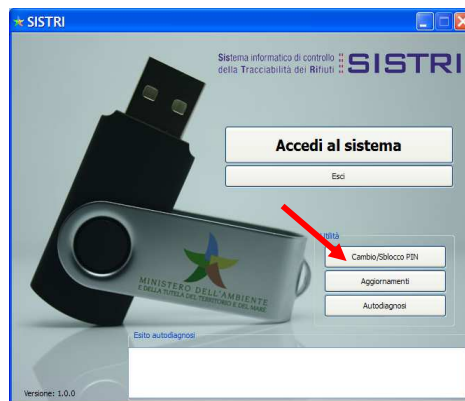 SISTRI
Sistema informatico di controllo
della Tracciabilità dei Rifiuti
SISTRI
Accedi al sistema
Esci
Utilità
Cambio/Sblocco PIN
Aggiornamenti
Autodiagnosi
MINISTERO DELL'AMBIENTE
E DELLA TUTELA DEL TERRITORIO E DEL MARE
Esito autodiagnosi
Versione: 1.0.0